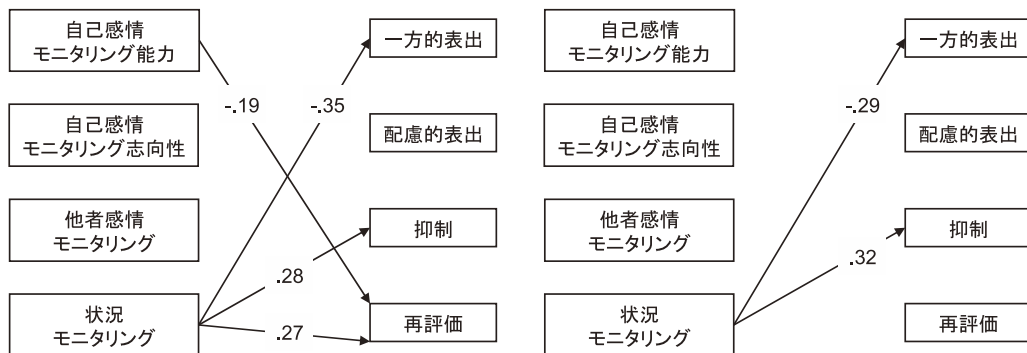 自己感情
モニタリング能力
自己感情
モニタリング志向性
他者感情
モニタリング
状況
モニタリング
-.19
-.35
.28
.27
一方的表出
配慮的表出
抑制
再評価
自己感情
モニタリング能力
自己感情
モニタリング志向性
他者感情
モニタリング
状況
モニタリング
-.29
.32
一方的表出
配慮的表出
抑制
再評価